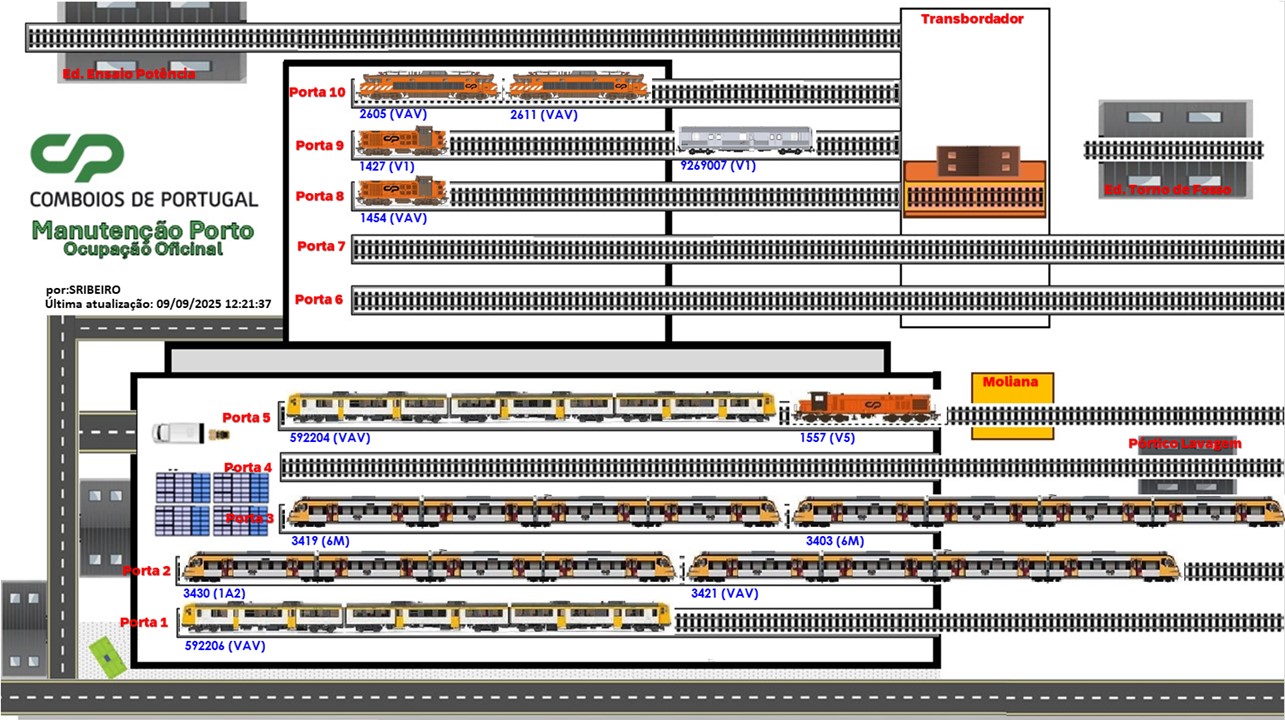 Transbordador
Ed. Ensaio Potência
Porta 10
2605 (VAV)
2611 (VAV)
Porta 9
1427 (V1)
9269007 (V1)
Porta 8
1454 (VAV)
Ed. Torno de Fosso
CP
COMBOIOS DE PORTUGAL
Manutenção Porto
Ocupação Oficinal
Porta 7
Porta 6
por:SRIBEIRO
Última atualização: 09/09/2025 12:21:37
Moliana
Porta 5
592204 (VAV)
1557 (V5)
Pórtico Lavagem
Porta 4
Porta 3
3419 (6M)
3403 (6M)
Porta 2
3430 (1A2)
3421 (VAV)
Porta 1
592206 (VAV)